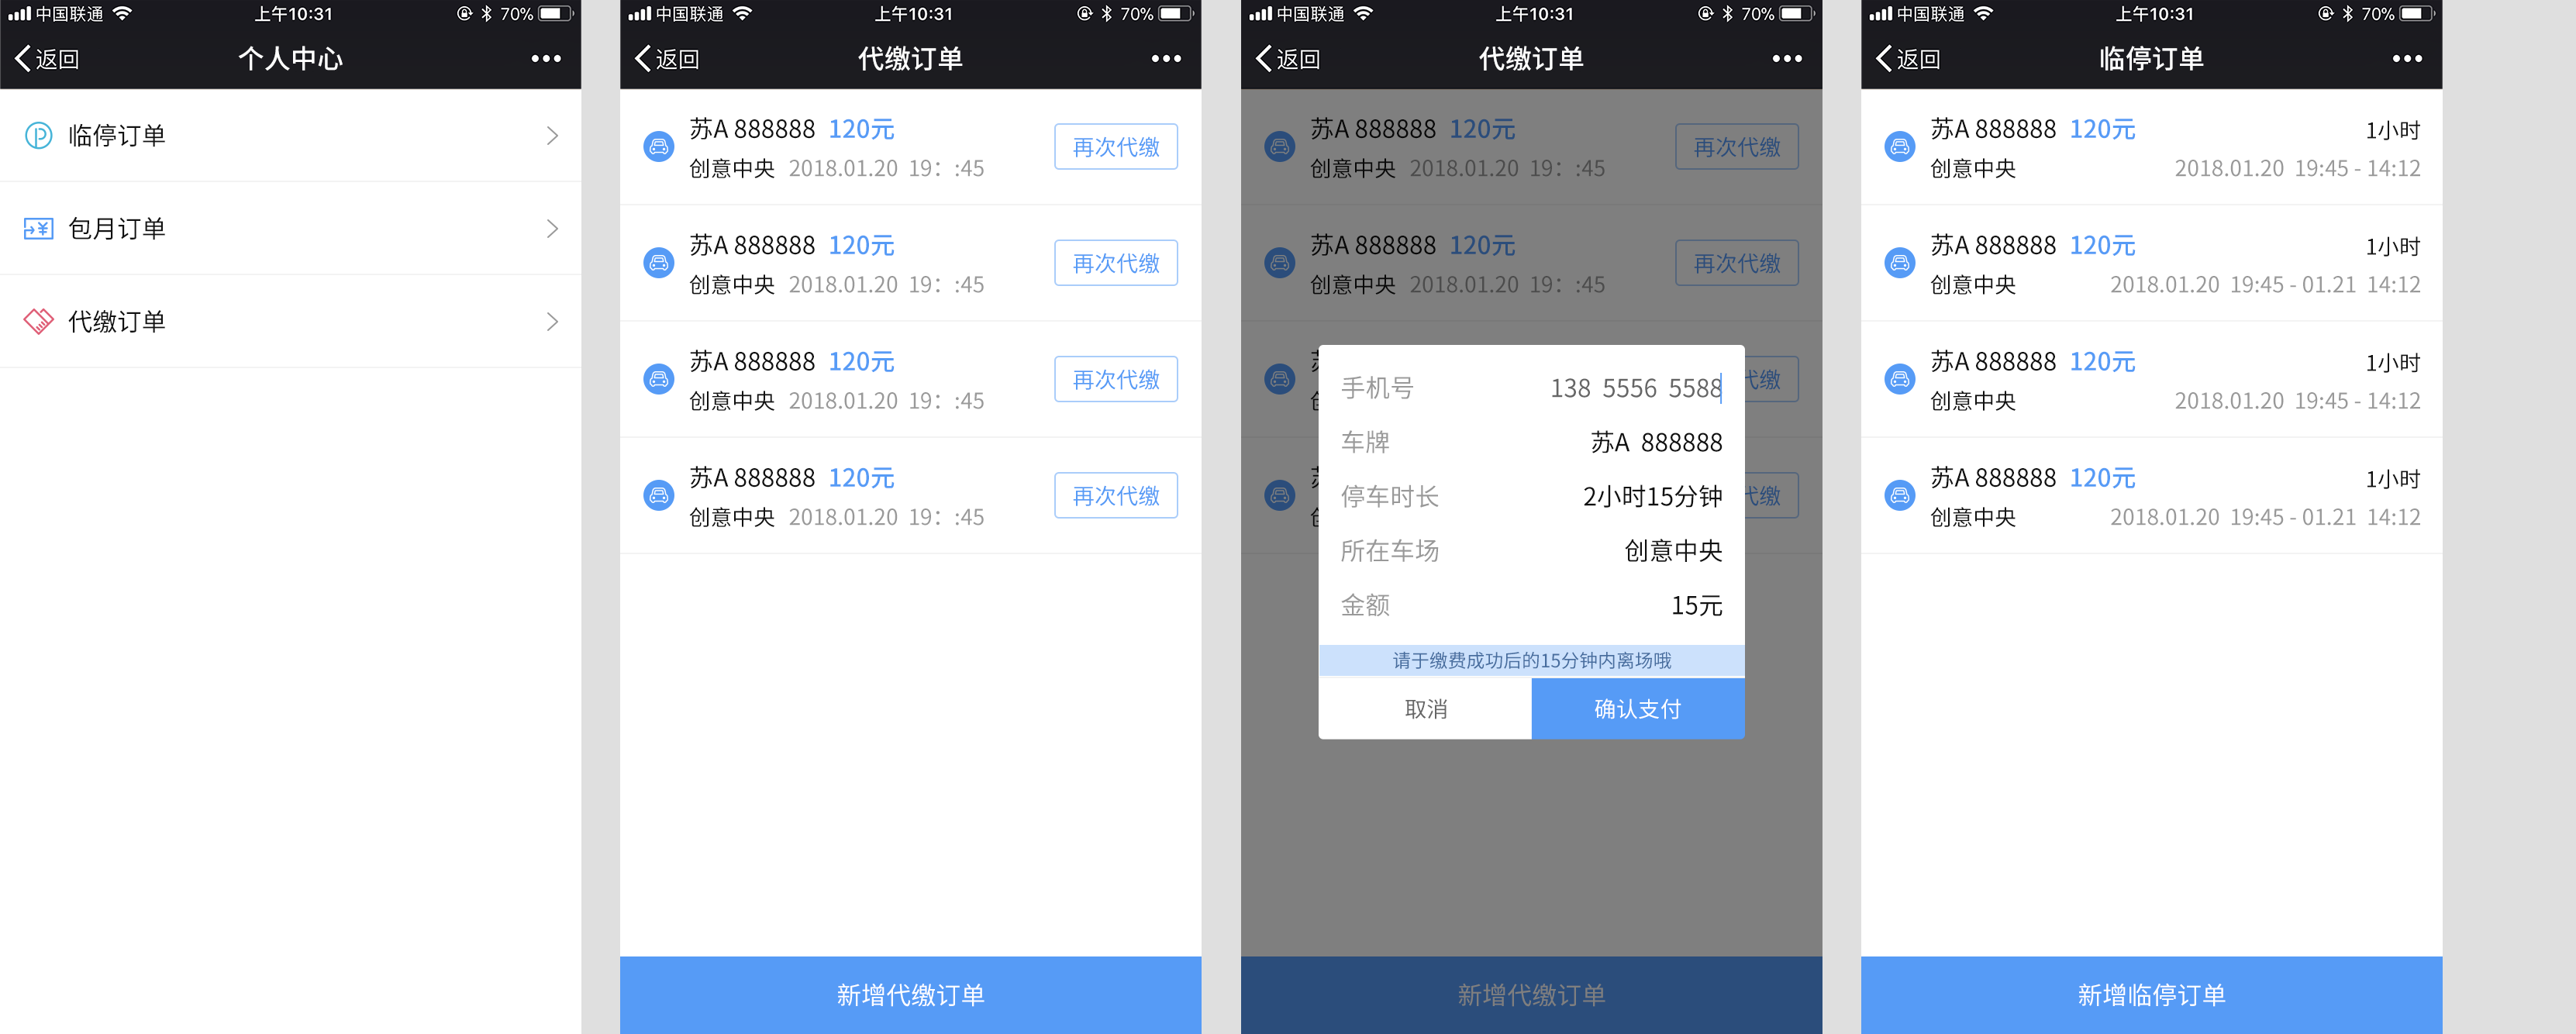 中国联通 上午10:31 70%
返回 个人中心
临停订单
包月订单
代缴订单
中国联通 上午10:31 70%
返回 代缴订单
苏A 888888 120元
再次代缴
创意中央 2018.01.20 19：:45
苏A 888888 120元
再次代缴
创意中央 2018.01.20 19：:45
苏A 888888 120元
再次代缴
创意中央 2018.01.20 19：:45
苏A 888888 120元
再次代缴
创意中央 2018.01.20 19：:45
新增代缴订单
中国联通 上午10:31 70%
返回 代缴订单
苏A 888888 120元
再次代缴
创意中央 2018.01.20 19：:45
苏A 888888 120元
再次代缴
创意中央 2018.01.20 19：:45
代缴
代缴
手机号 138 5556 5588
车牌 苏A 888888
停车时长 2小时15分钟
所在车场 创意中央
金额 15元
请于缴费成功后的15分钟内离场哦
取消 确认支付
新增代缴订单
中国联通 上午10:31 70%
返回 临停订单
苏A 888888 120元 1小时
创意中央 2018.01.20 19:45 - 14:12
苏A 888888 120元 1小时
创意中央 2018.01.20 19:45 - 01.21 14:12
苏A 888888 120元 1小时
创意中央 2018.01.20 19:45 - 14:12
苏A 888888 120元 1小时
创意中央 2018.01.20 19:45 - 01.21 14:12
新增临停订单